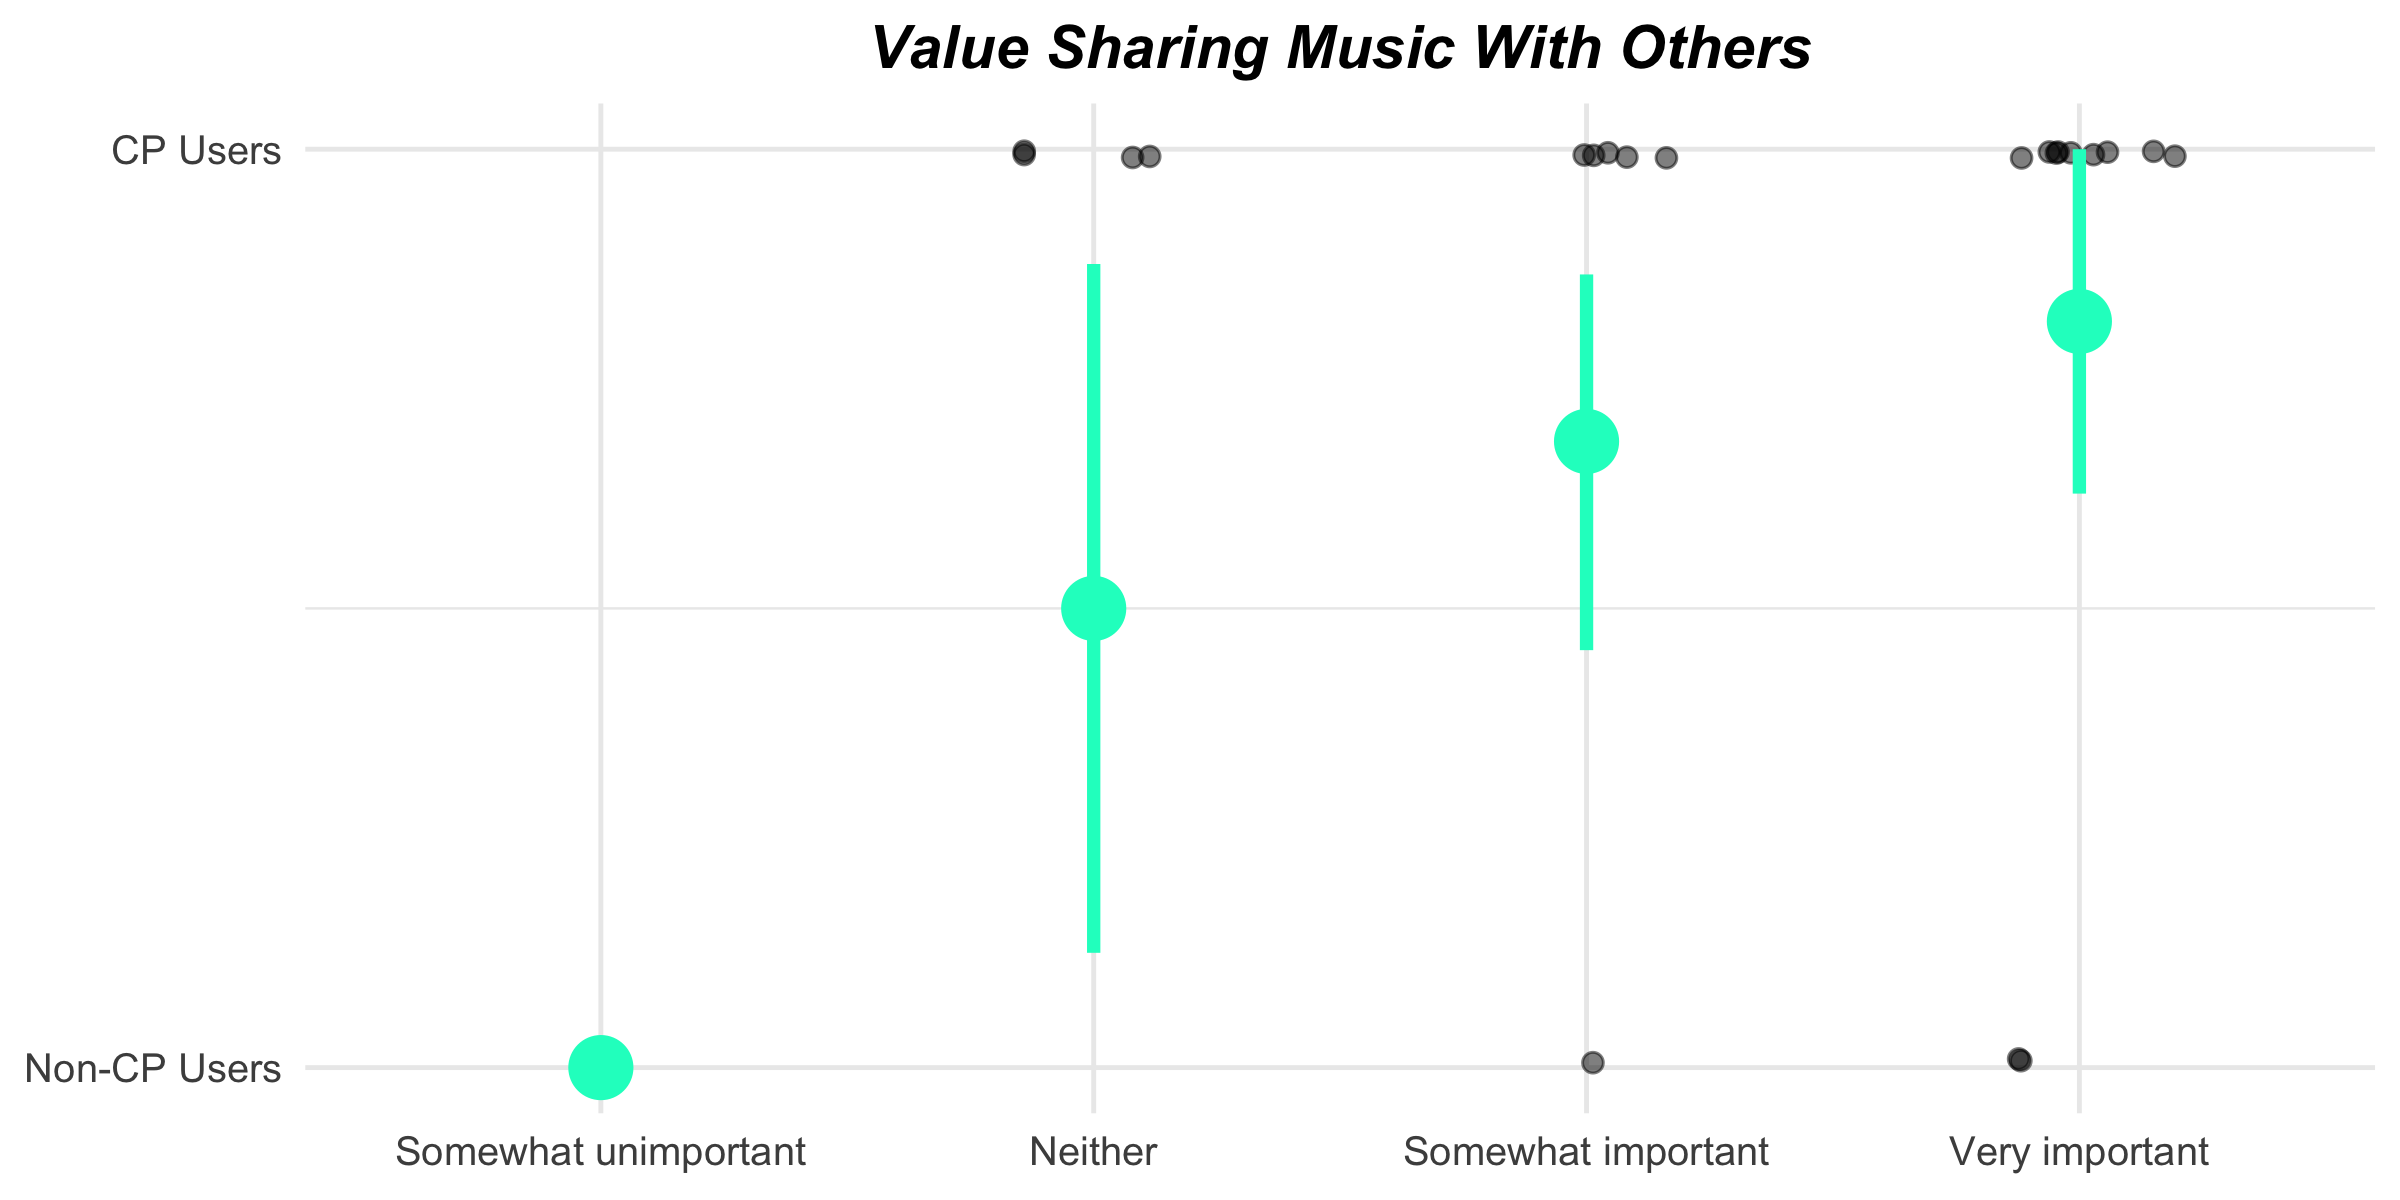 Value Sharing Music With Others
CP Users
Non-CP Users
Somewhat unimportant
Neither
Somewhat important
Very important